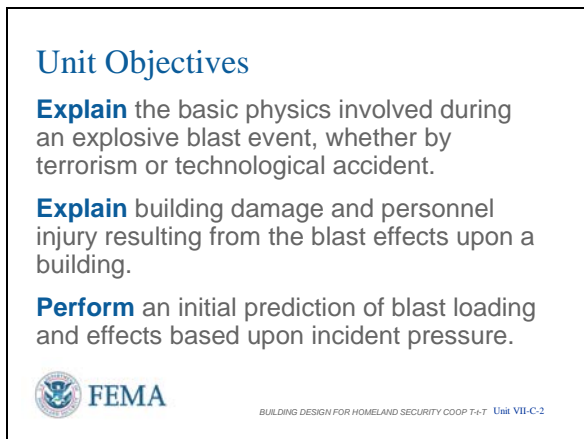 Unit Objectives
Explain the basic physics involved during
an explosive blast event, whether by
terrorism or technological accident.
Explain building damage and personnel
injury resulting from the blast effects upon a
building.
Perform an initial prediction of blast loading
and effects based upon incident pressure.
FEMA
BUILDING DESIGN FOR HOMELAND SECURITY COOP T-t-T Unit VII-C-2